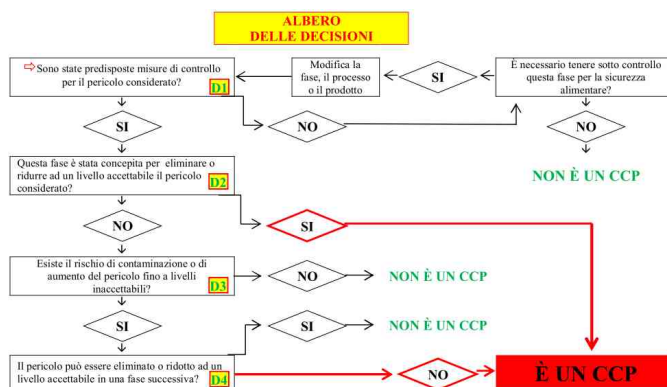 ALBERO
DELLE DECISIONI
⇨Sono state predisposte misure di controllo
per il pericolo considerato?
D1
Modifica la
fase, il processo
o il prodotto
SI
È necessario tenere sotto controllo
questa fase per la sicurezza
alimentare?
SI
NO
NO
NON È UN CCP
Questa fase è stata concepita per eliminare o
ridurre ad un livello accettabile il pericolo
considerato?
D2
NO
SI
Esiste il rischio di contaminazione o di
aumento del pericolo fino a livelli
inaccettabili?
D3
NO
NON È UN CCP
SI
SI
NON È UN CCP
Il pericolo può essere eliminato o ridotto ad un
livello accettabile in una fase successiva?
D4
NO
È UN CCP